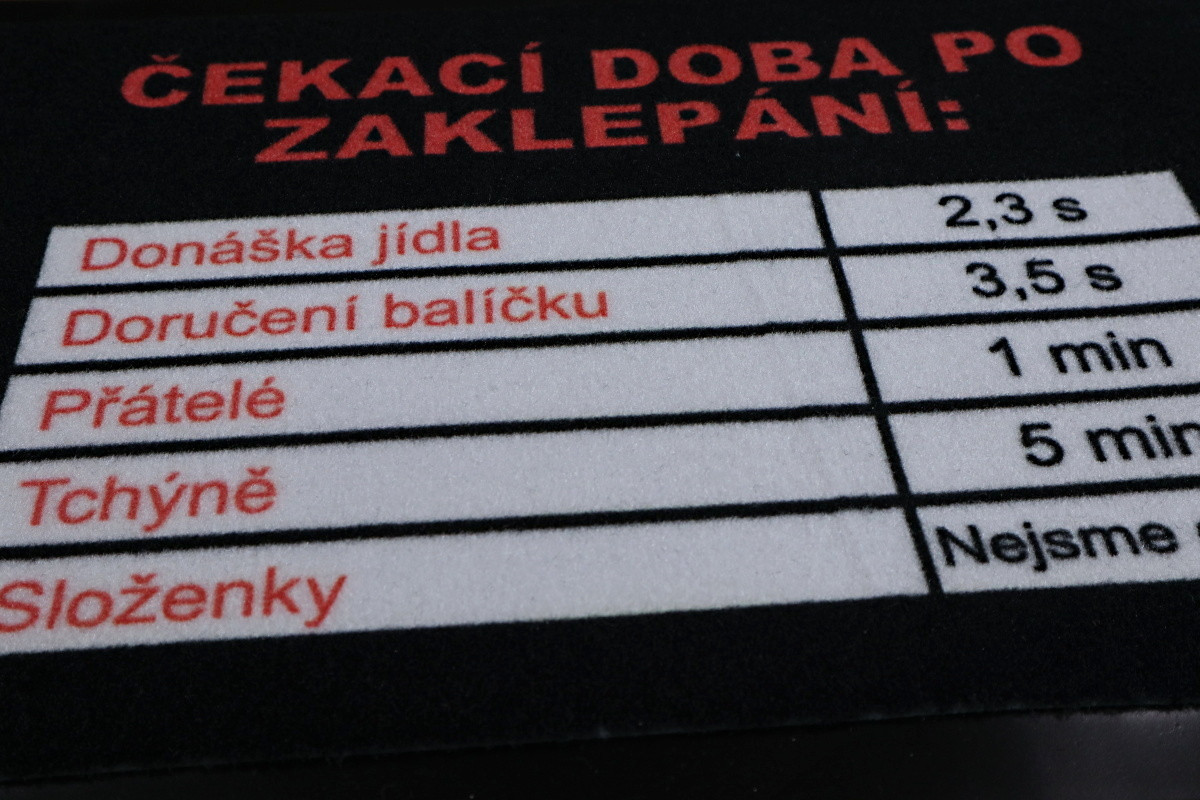 ČEKACÍ DOBA PO
ZAKLEPÁNÍ:
Donáška jídla 2,3 s
Doručení balíčku 3,5 s
Přátelé 1 min
Tchýně 5 min
Složenky Nejsme